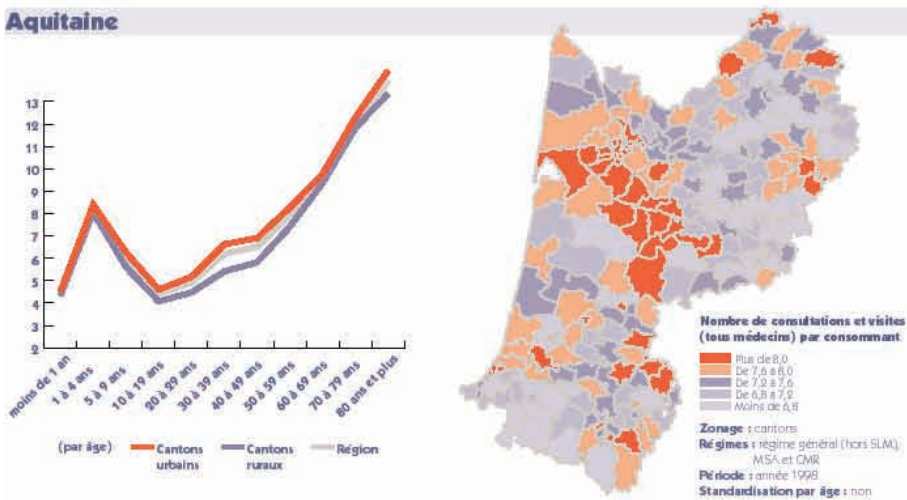 Aquitaine
13
12
11
10
9
8
7
6
5
4
3
2
moins de 1 an
1 à 4 ans
5 à 9 ans
10 à 19 ans
20 à 29 ans
30 à 39 ans
40 à 49 ans
50 à 59 ans
60 à 69 ans
70 à 79 ans
80 ans et plus
(par âge)
Cantons urbains
Cantons ruraux
Région
Nombre de consultations et visites
(tous médecins) par consommant
Plus de 8,0
De 7,6 à 8,0
De 7,2 à 7,6
De 6,8 à 7,2
Moins de 6,8
Zonage : cantons
Régimes : régime général (hors SLM),
MSA et CMR
Période : année 1998
Standardisation par âge : non